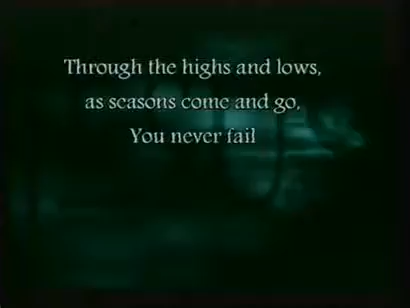 Through the highs and lows,
as seasons come and go,
You never fail